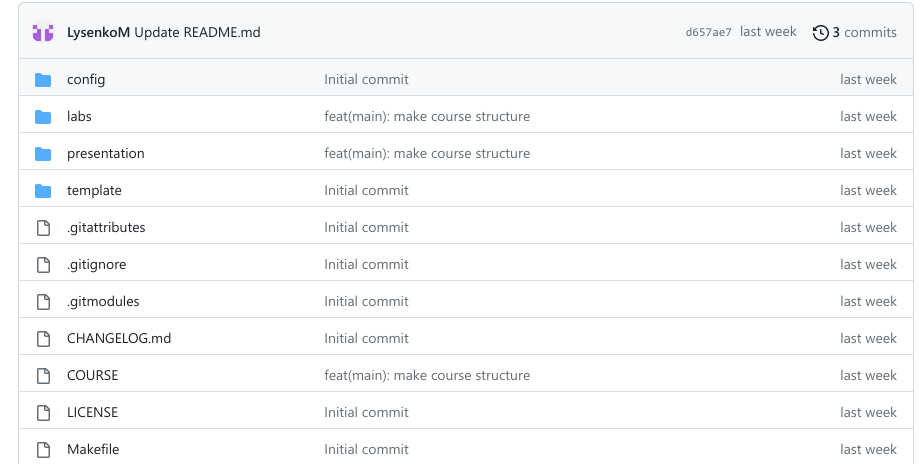 LysenkoM Update README.md d657ae7 last week 3 commits
config Initial commit last week
labs feat(main): make course structure last week
presentation feat(main): make course structure last week
template Initial commit last week
.gitattributes Initial commit last week
.gitignore Initial commit last week
.gitmodules Initial commit last week
CHANGELOG.md Initial commit last week
COURSE feat(main): make course structure last week
LICENSE Initial commit last week
Makefile Initial commit last week